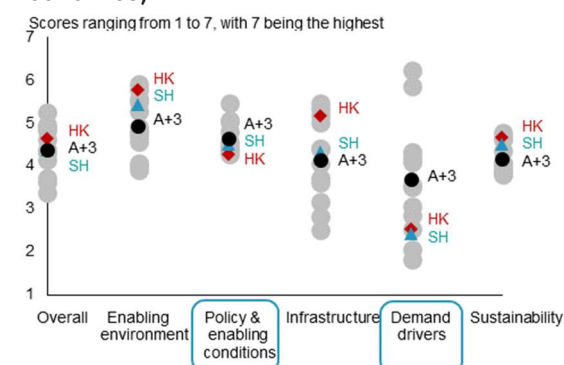 Scores ranging from 1 to 7, with 7 being the highest
7
6
5
4
3
2
1
HK
A+3
SH
HK
SH
A+3
A+3
SH
HK
HK
SH
A+3
A+3
HK
SH
HK
SH
A+3
Overall
Enabling
environment
Policy &
enabling
conditions
Infrastructure
Demand
drivers
Sustainability